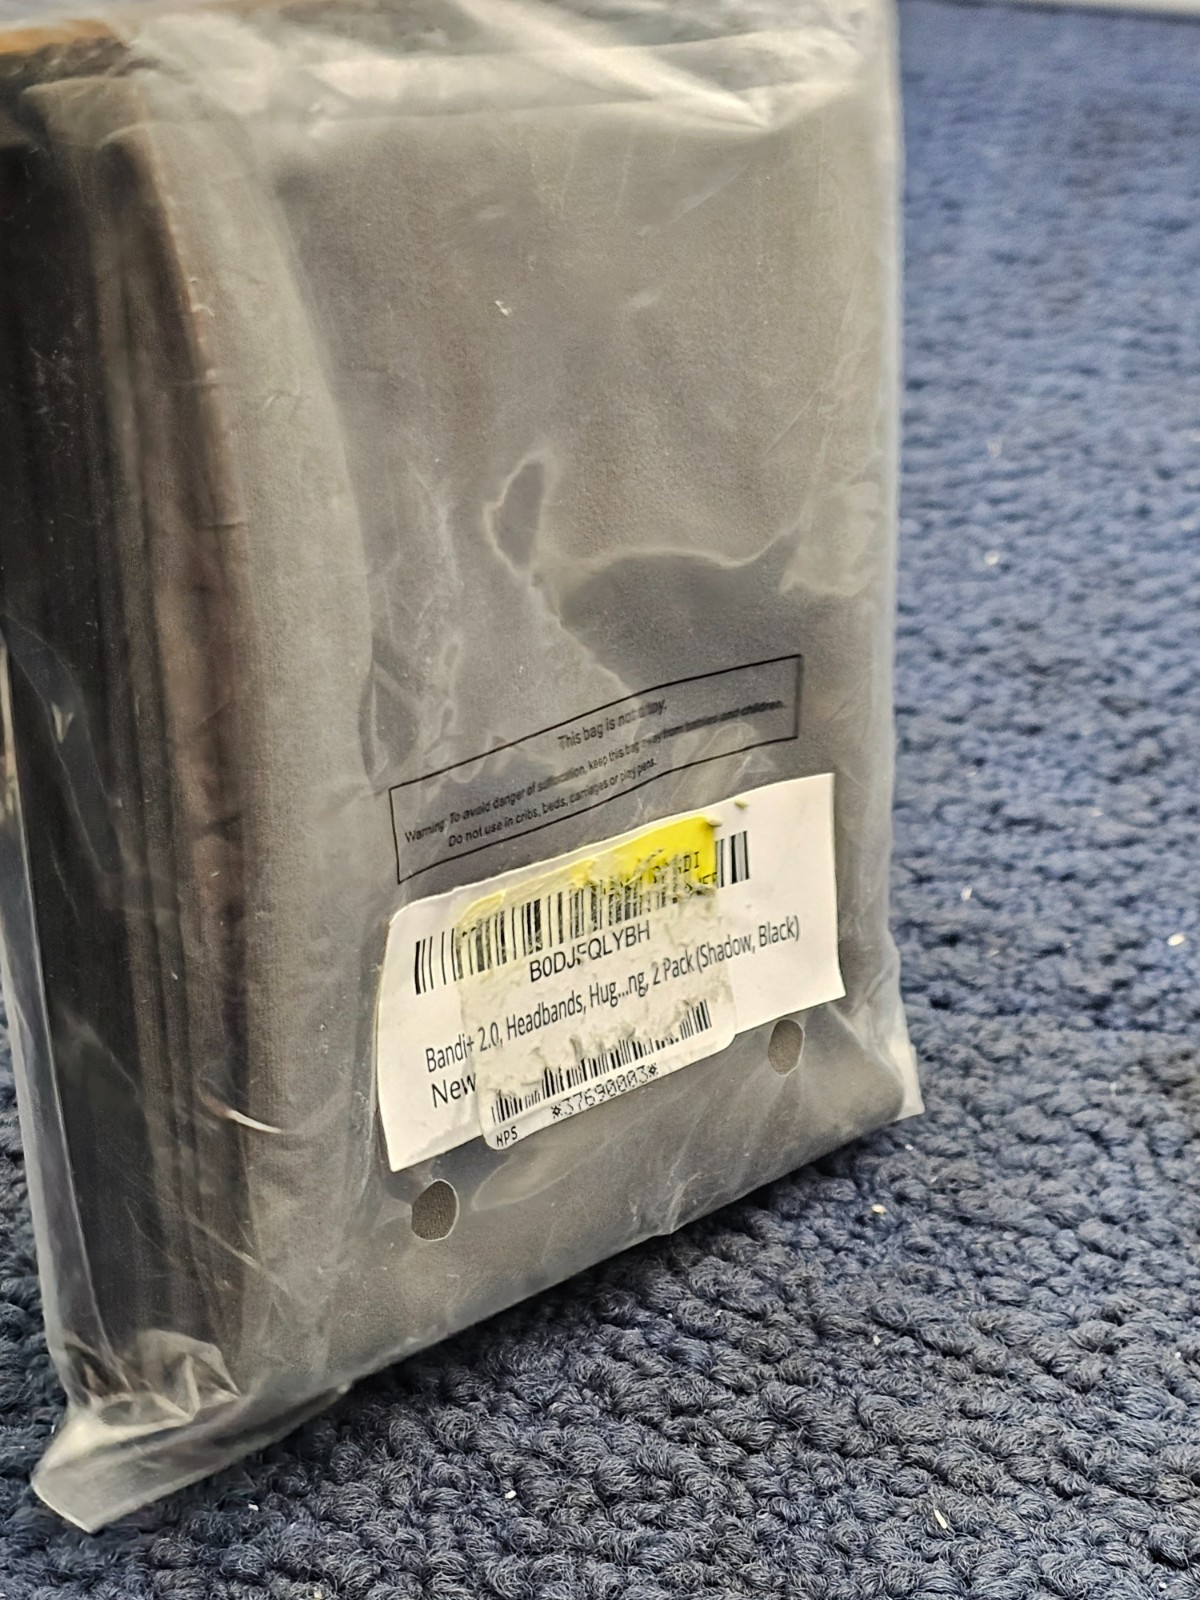 This bag is not a toy.
Warning: To avoid danger of suffocation, keep this bag away from babies and children.
Do not use in cribs, beds, carriages or play pens.
B0DJFQLYBH
Bandi+ 2.0, Headbands, Hug...ng, 2 Pack (Shadow, Black)
New
*37690003*
NPS